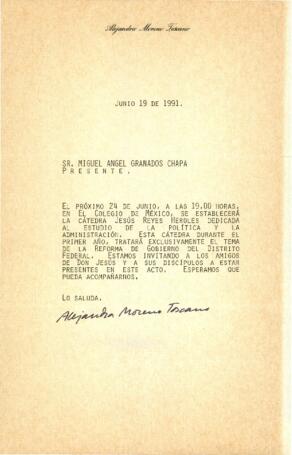 Alejandra Moreno Toscano
JUNIO 19 DE 1991.
SR. MIGUEL ANGEL GRANADOS CHAPA
P R E S E N T E .
EL PRÓXIMO 24 DE JUNIO, A LAS 19.00 HORAS,
EN EL COLEGIO DE MÉXICO, SE ESTABLECERÁ
LA CÁTEDRA JESÚS REYES HEROLES DEDICADA
AL ESTUDIO DE LA POLÍTICA Y LA
ADMINISTRACIÓN. ESTA CÁTEDRA DURANTE EL
PRIMER AÑO, TRATARÁ EXCLUSIVAMENTE EL TEMA
DE LA REFORMA DE GOBIERNO DEL DISTRITO
FEDERAL. ESTAMOS INVITANDO A LOS AMIGOS
DE DON JESÚS Y A SUS DISCÍPULOS A ESTAR
PRESENTES EN ESTE ACTO. ESPERAMOS QUE
PUEDA ACOMPAÑARNOS.
LO SALUDA,
Alejandra Moreno Toscano